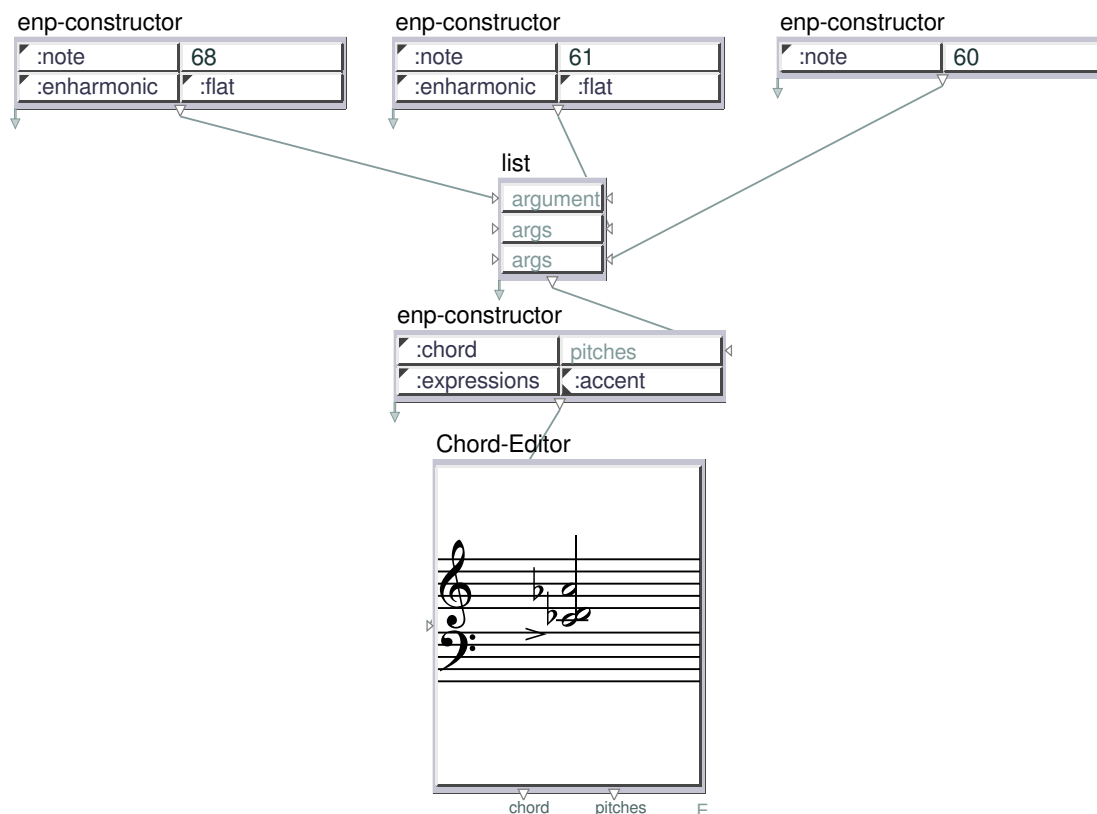 enp-constructor enp-constructor enp-constructor
:note 68 :note 61 :note 60
:enharmonic :flat :enharmonic :flat
list
argument
args
args
enp-constructor
:chord pitches
:expressions :accent
Chord-Editor
chord pitches F